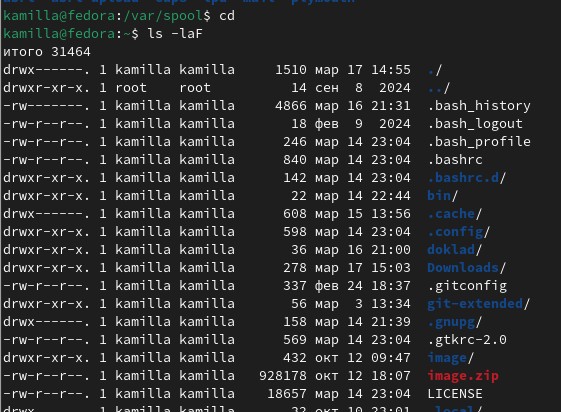 kamilla@fedora:/var/spool$ cd
kamilla@fedora:~$ ls -laF
итого 31464
drwx------. 1 kamilla kamilla 1510 мар 17 14:55 ./
drwxr-xr-x. 1 root root 14 сен 8 2024 ../
-rw-------. 1 kamilla kamilla 4866 мар 16 21:31 .bash_history
-rw-r--r--. 1 kamilla kamilla 18 фев 9 2024 .bash_logout
-rw-r--r--. 1 kamilla kamilla 246 мар 14 23:04 .bash_profile
-rw-r--r--. 1 kamilla kamilla 840 мар 14 23:04 .bashrc
drwxr-xr-x. 1 kamilla kamilla 142 мар 14 23:04 .bashrc.d/
drwxr-xr-x. 1 kamilla kamilla 22 мар 14 22:44 bin/
drwx------. 1 kamilla kamilla 608 мар 15 13:56 .cache/
drwxr-xr-x. 1 kamilla kamilla 598 мар 14 23:04 .config/
drwxr-xr-x. 1 kamilla kamilla 36 мар 16 21:00 doklad/
drwxr-xr-x. 1 kamilla kamilla 278 мар 17 15:03 Downloads/
-rw-r--r--. 1 kamilla kamilla 337 фев 24 18:37 .gitconfig
drwxr-xr-x. 1 kamilla kamilla 56 мар 3 13:34 git-extended/
drwx------. 1 kamilla kamilla 158 мар 14 21:39 .gnupg/
-rw-r--r--. 1 kamilla kamilla 569 мар 14 23:04 .gtkrc-2.0
drwxr-xr-x. 1 kamilla kamilla 432 окт 12 09:47 image/
-rw-r--r--. 1 kamilla kamilla 928178 окт 12 18:07 image.zip
-rw-r--r--. 1 kamilla kamilla 18657 мар 14 23:04 LICENSE